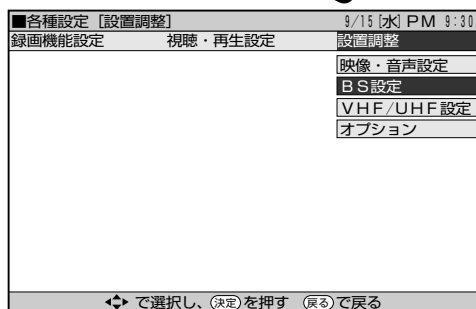 ■各種設定［設置調整］ 9/15［水］PM 9:30
録画機能設定 視聴・再生設定 設置調整
映像・音声設定
BS設定
VHF/UHF設定
オプション
で選択し、決定を押す 戻るで戻る